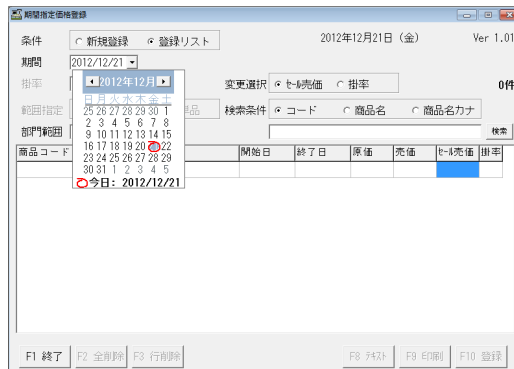 期間指定価格登録
条件 新規登録 登録リスト 2012年12月21日（金） Ver 1.01
期間 2012/12/21
掛率 変更選択 ｾｰﾙ売価 掛率 0件
範囲指定 品 検索条件 コード 商品名 商品名カナ
部門範囲 検索
2012年12月
日 月 火 水 木 金 土
25 26 27 28 29 30 1
2 3 4 5 6 7 8
9 10 11 12 13 14 15
16 17 18 19 20 21 22
23 24 25 26 27 28 29
30 31 1 2 3 4 5
今日: 2012/12/21
商品コード 開始日 終了日 原価 売価 ｾｰﾙ売価 掛率
F1 終了 F2 全削除 F3 行削除 F8 ﾃｷｽﾄ F9 印刷 F10 登録